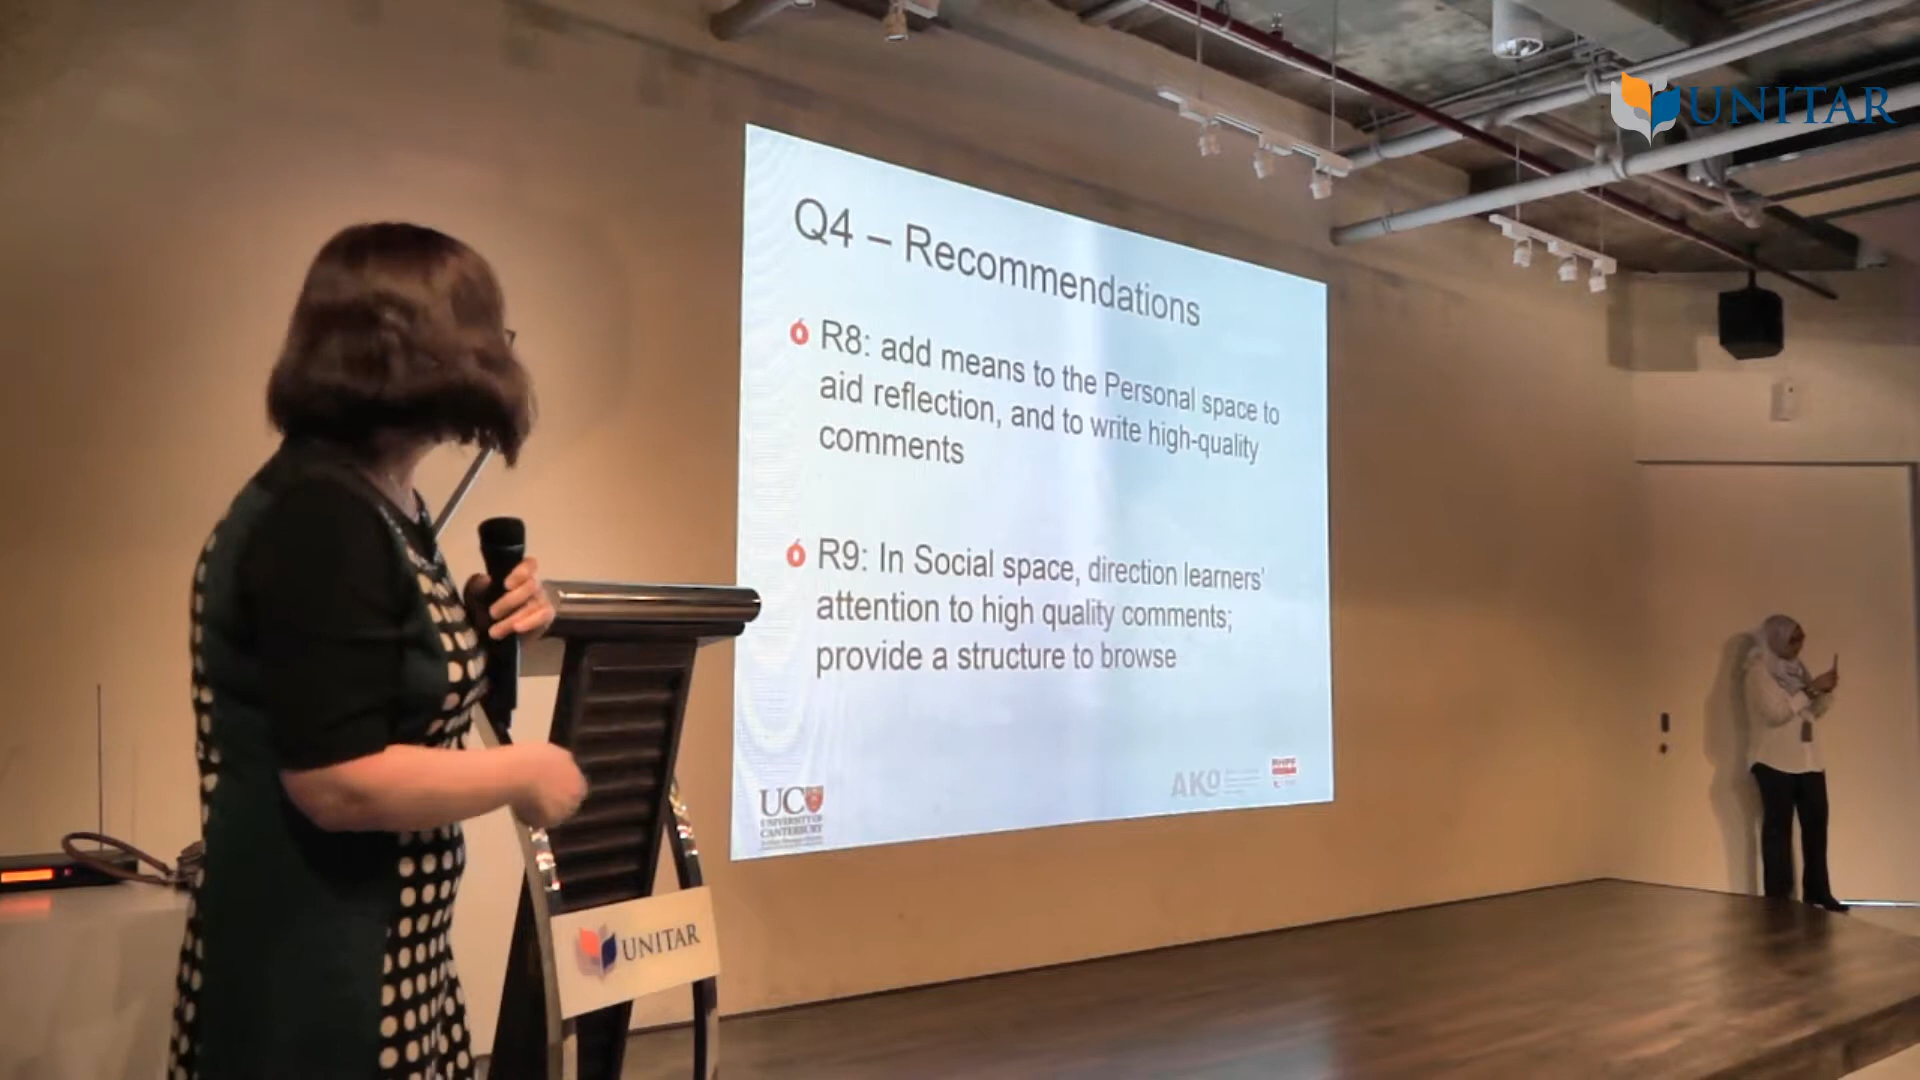 UNITAR
Q4 – Recommendations
R8: add means to the Personal space to
aid reflection, and to write high-quality
comments
R9: In Social space, direction learners'
attention to high quality comments;
provide a structure to browse
UC
UNIVERSITY OF
CANTERBURY
AKO
UNITAR